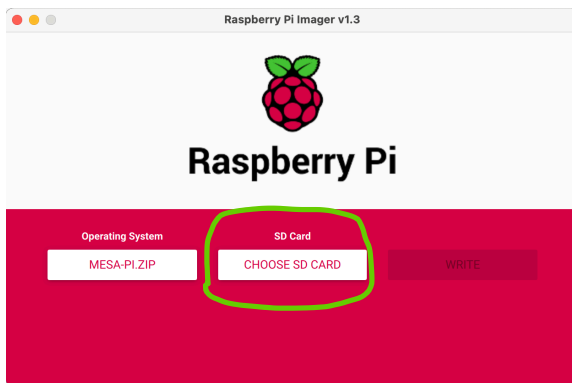 Raspberry Pi Imager v1.3
Raspberry Pi
Operating System
SD Card
MESA-PI.ZIP
CHOOSE SD CARD
WRITE